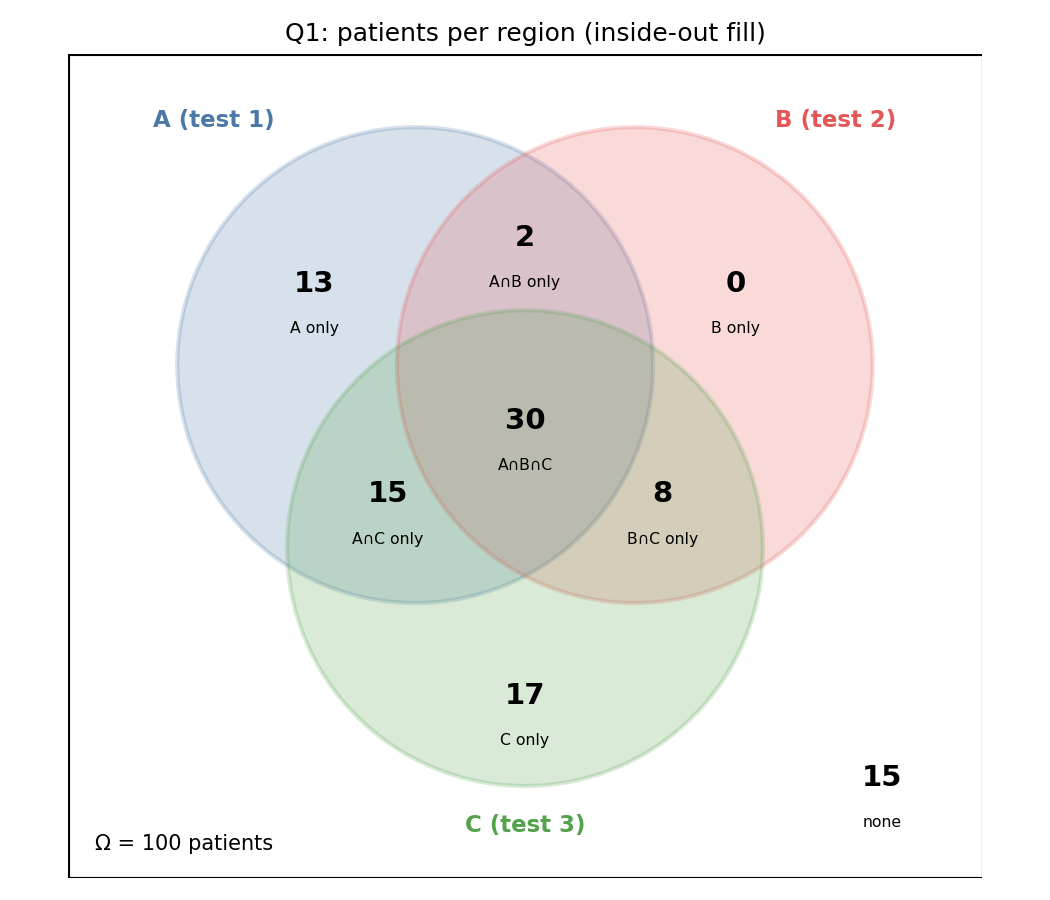 Q1: patients per region (inside-out fill)
A (test 1)
B (test 2)
2
A∩B only
13
A only
0
B only
30
A∩B∩C
15
A∩C only
8
B∩C only
17
C only
15
none
C (test 3)
Ω = 100 patients